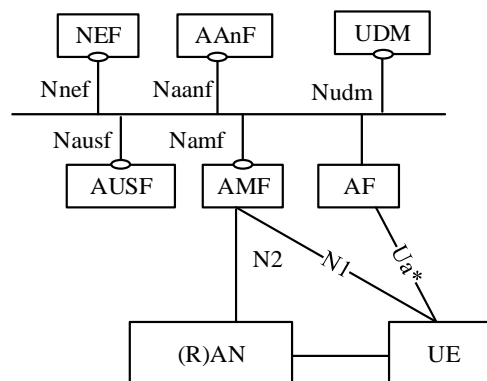 NEF
AAnF
UDM
Nnef
Naanf
Nudm
Nausf
Namf
AUSF
AMF
AF
N2
N1
Ua*
(R)AN
UE